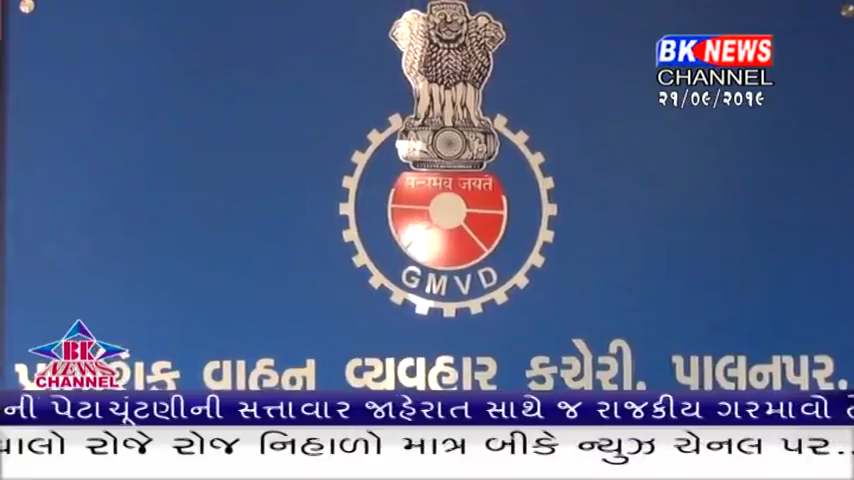 BK NEWS
CHANNEL
૨૧/૦૯/૨૦૧૯
सत्यमेव जयते
GMVD
વાહન વ્યવહાર કચેરી. પાલનપુર.
BK
NEWS
CHANNEL
ની પેટાચૂંટણીની સત્તાવાર જાહેરાત સાથે જ રાજકીય ગરમાવો
રોજે રોજ નિહાળો માત્ર બીકે ન્યુઝ ચેનલ પર..